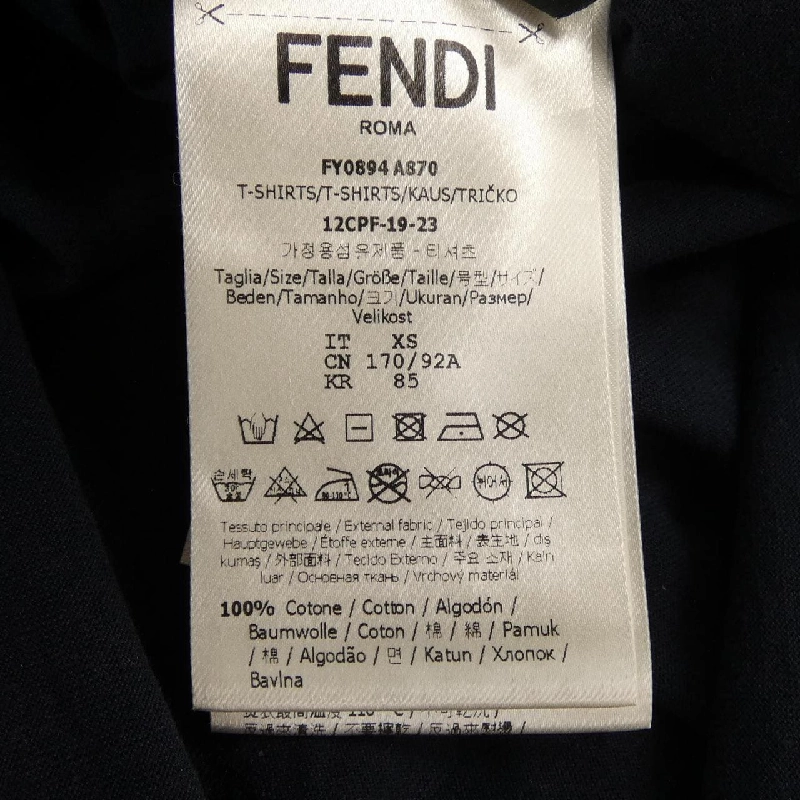 FENDI
ROMA
FY0894 A870
T-SHIRTS/T-SHIRTS/KAUS/TRIČKO
12CPF-19-23
가정용섬유제품 - 티셔츠
Taglia/Size/Talla/Größe/Taille/号型/サイズ/
Beden/Tamanho/크기/Ukuran/Размер/
Velikost
IT XS
CN 170/92A
KR 85
손세탁
Tessuto principale / External fabric / Tejido principal /
Hauptgewebe / Étoffe externe / 主面料 / 表生地 / dış
kumaş / 外部面料 / Tecido Externo / 주요 소재 / Kain
luar / Основная ткань / Vrchový materiál
100% Cotone / Cotton / Algodón /
Baumwolle / Coton / 棉 / 綿 / Pamuk
/ 棉 / Algodão / 면 / Katun / Хлопок /
Bavlna